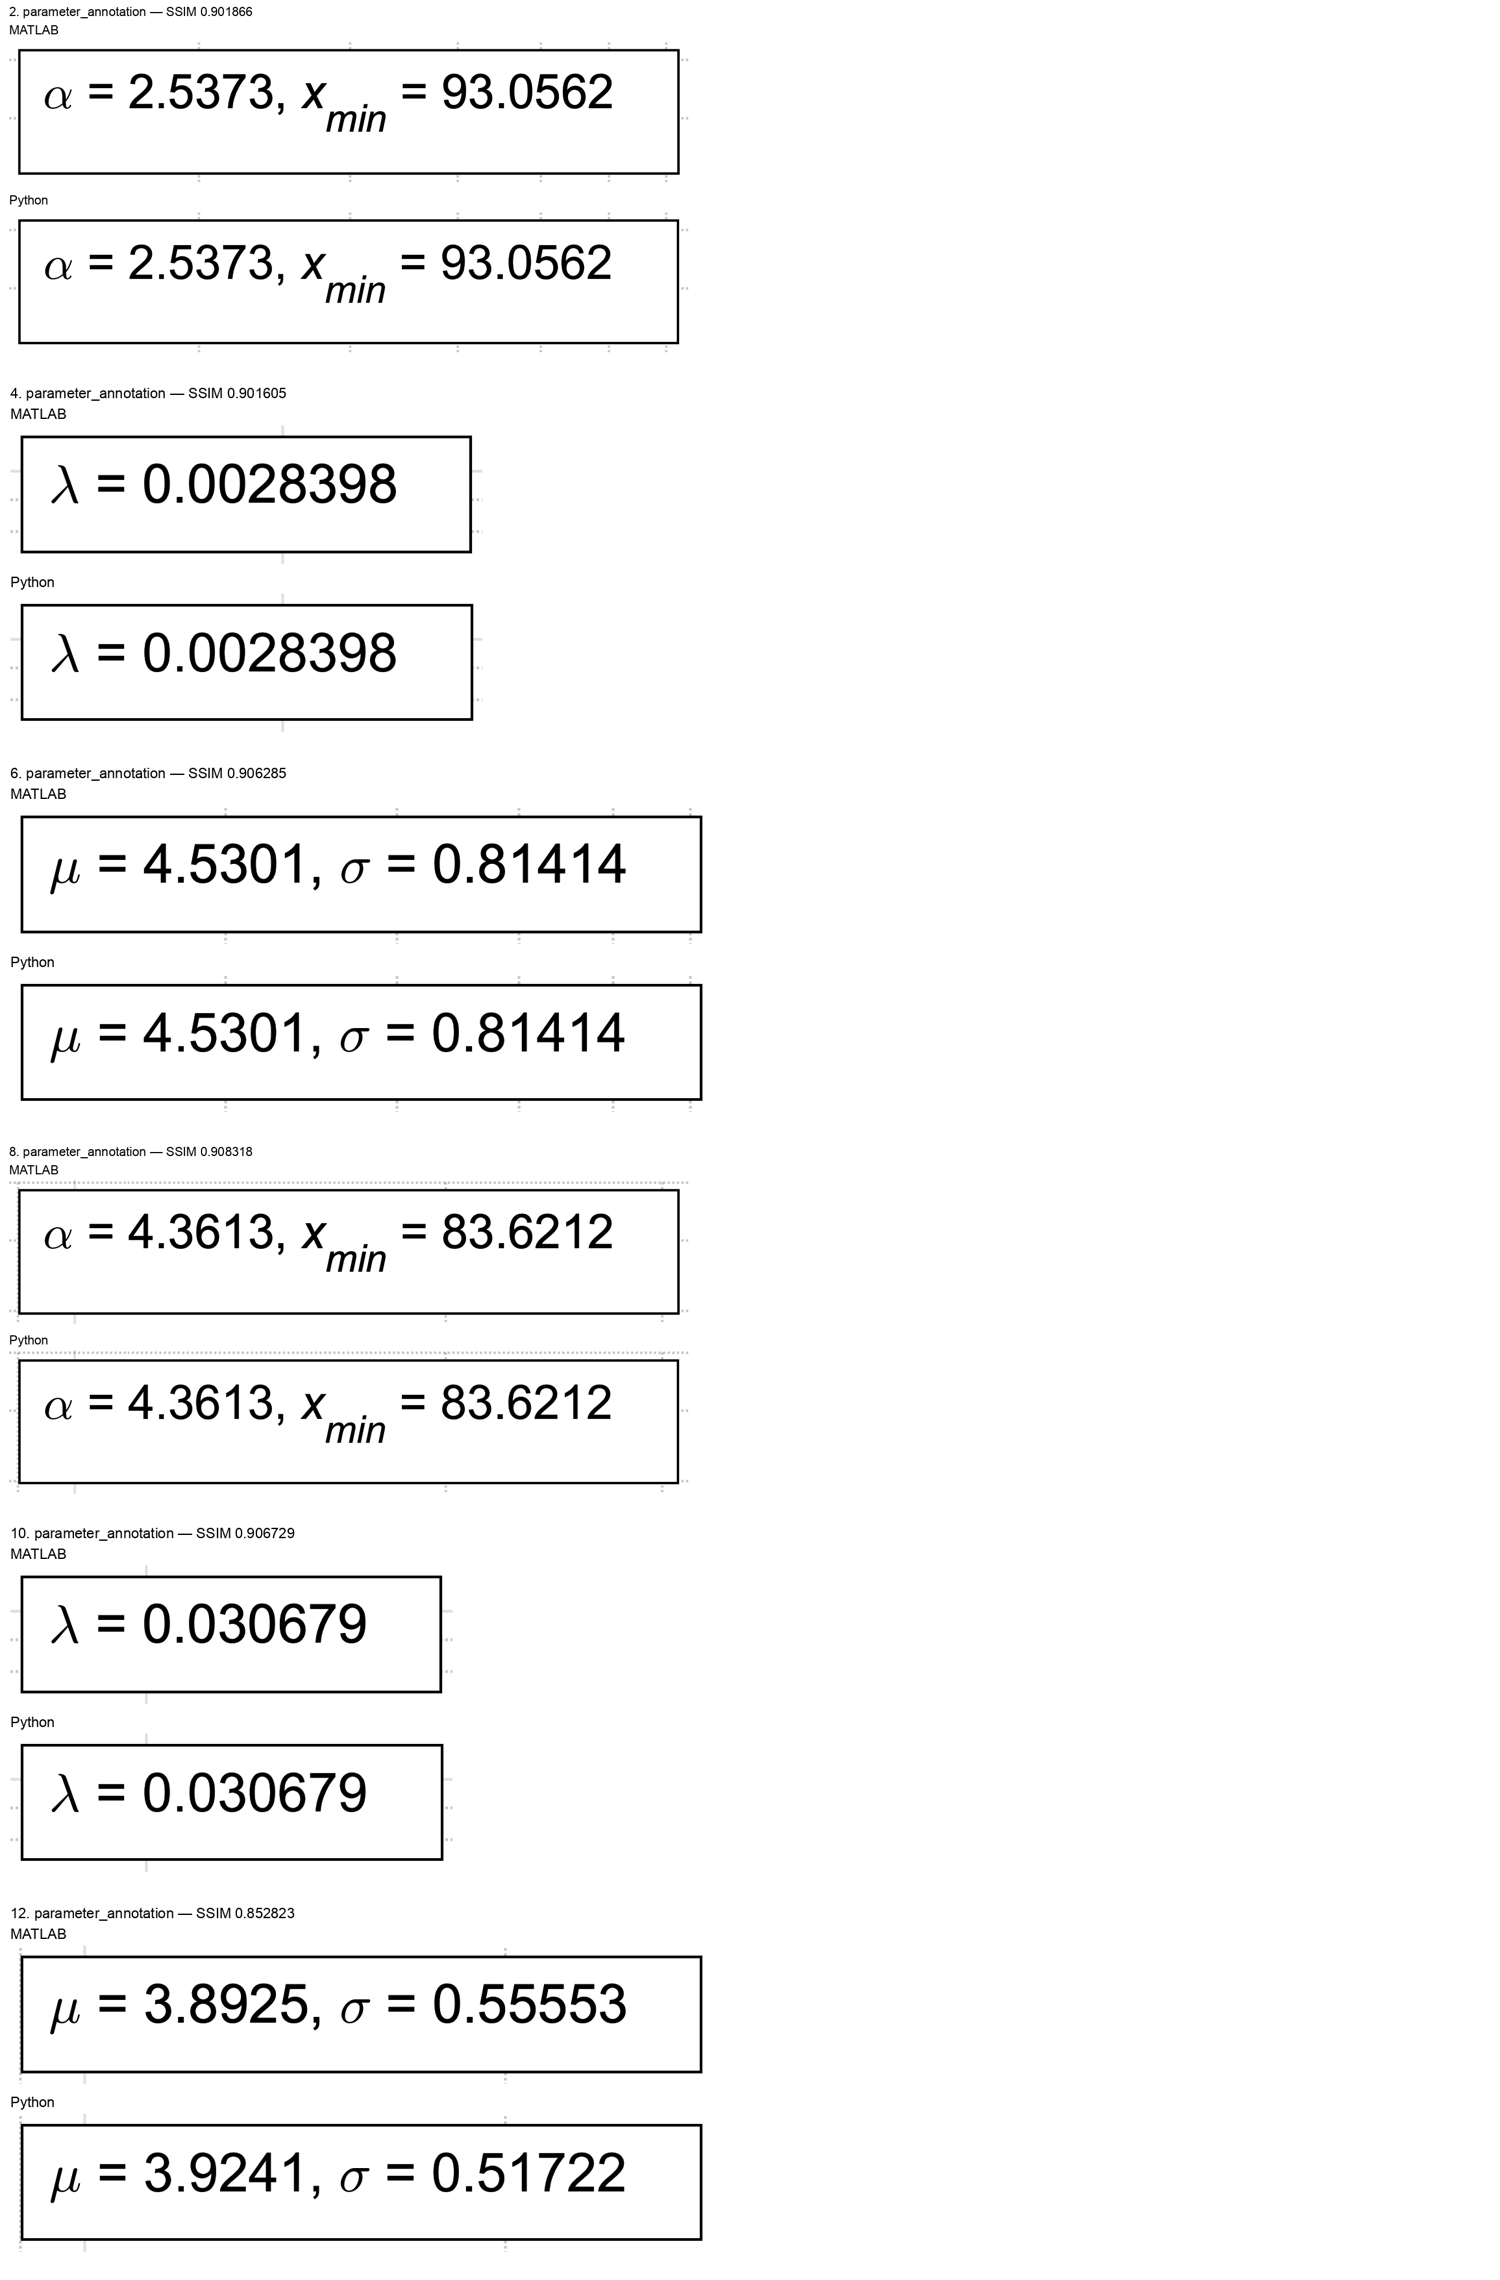 2. parameter_annotation — SSIM 0.901866
MATLAB
α = 2.5373, x_min = 93.0562
Python
α = 2.5373, x_min = 93.0562
4. parameter_annotation — SSIM 0.901605
MATLAB
λ = 0.0028398
Python
λ = 0.0028398
6. parameter_annotation — SSIM 0.906285
MATLAB
μ = 4.5301, σ = 0.81414
Python
μ = 4.5301, σ = 0.81414
8. parameter_annotation — SSIM 0.908318
MATLAB
α = 4.3613, x_min = 83.6212
Python
α = 4.3613, x_min = 83.6212
10. parameter_annotation — SSIM 0.906729
MATLAB
λ = 0.030679
Python
λ = 0.030679
12. parameter_annotation — SSIM 0.852823
MATLAB
μ = 3.8925, σ = 0.55553
Python
μ = 3.9241, σ = 0.51722